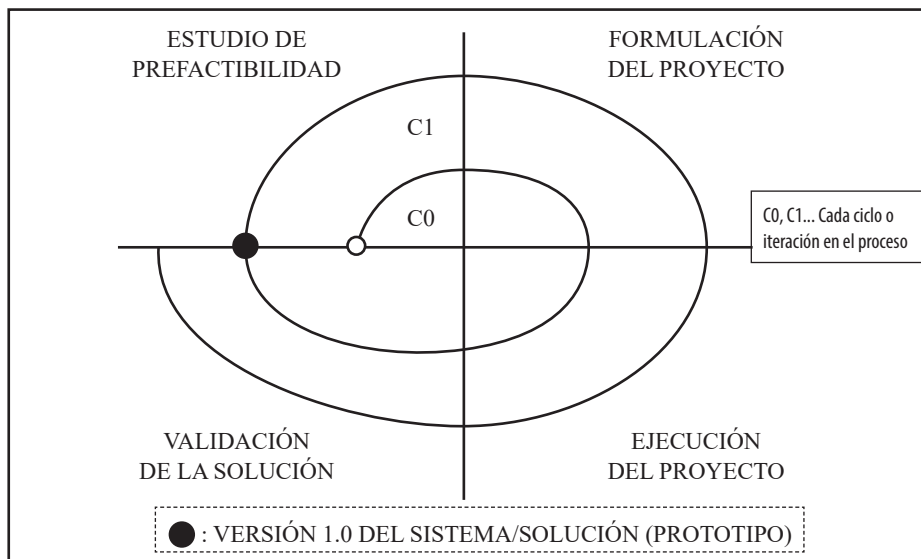 ESTUDIO DE
PREFACTIBILIDAD
FORMULACIÓN
DEL PROYECTO
C1
C0
C0, C1... Cada ciclo o
iteración en el proceso
VALIDACIÓN
DE LA SOLUCIÓN
EJECUCIÓN
DEL PROYECTO
: VERSIÓN 1.0 DEL SISTEMA/SOLUCIÓN (PROTOTIPO)